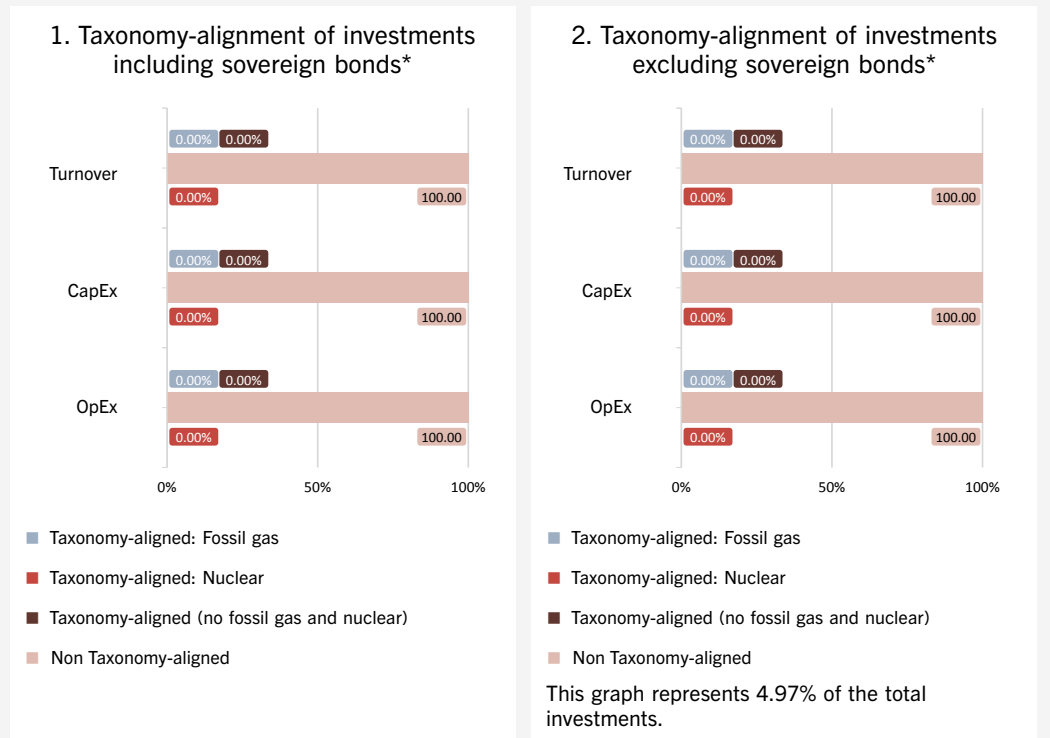 1. Taxonomy-alignment of investments
including sovereign bonds*
0.00% 0.00%
Turnover
0.00% 100.00
0.00% 0.00%
CapEx
0.00% 100.00
0.00% 0.00%
OpEx
0.00% 100.00
0% 50% 100%
Taxonomy-aligned: Fossil gas
Taxonomy-aligned: Nuclear
Taxonomy-aligned (no fossil gas and nuclear)
Non Taxonomy-aligned
2. Taxonomy-alignment of investments
excluding sovereign bonds*
0.00% 0.00%
Turnover
0.00% 100.00
0.00% 0.00%
CapEx
0.00% 100.00
0.00% 0.00%
OpEx
0.00% 100.00
0% 50% 100%
Taxonomy-aligned: Fossil gas
Taxonomy-aligned: Nuclear
Taxonomy-aligned (no fossil gas and nuclear)
Non Taxonomy-aligned
This graph represents 4.97% of the total
investments.